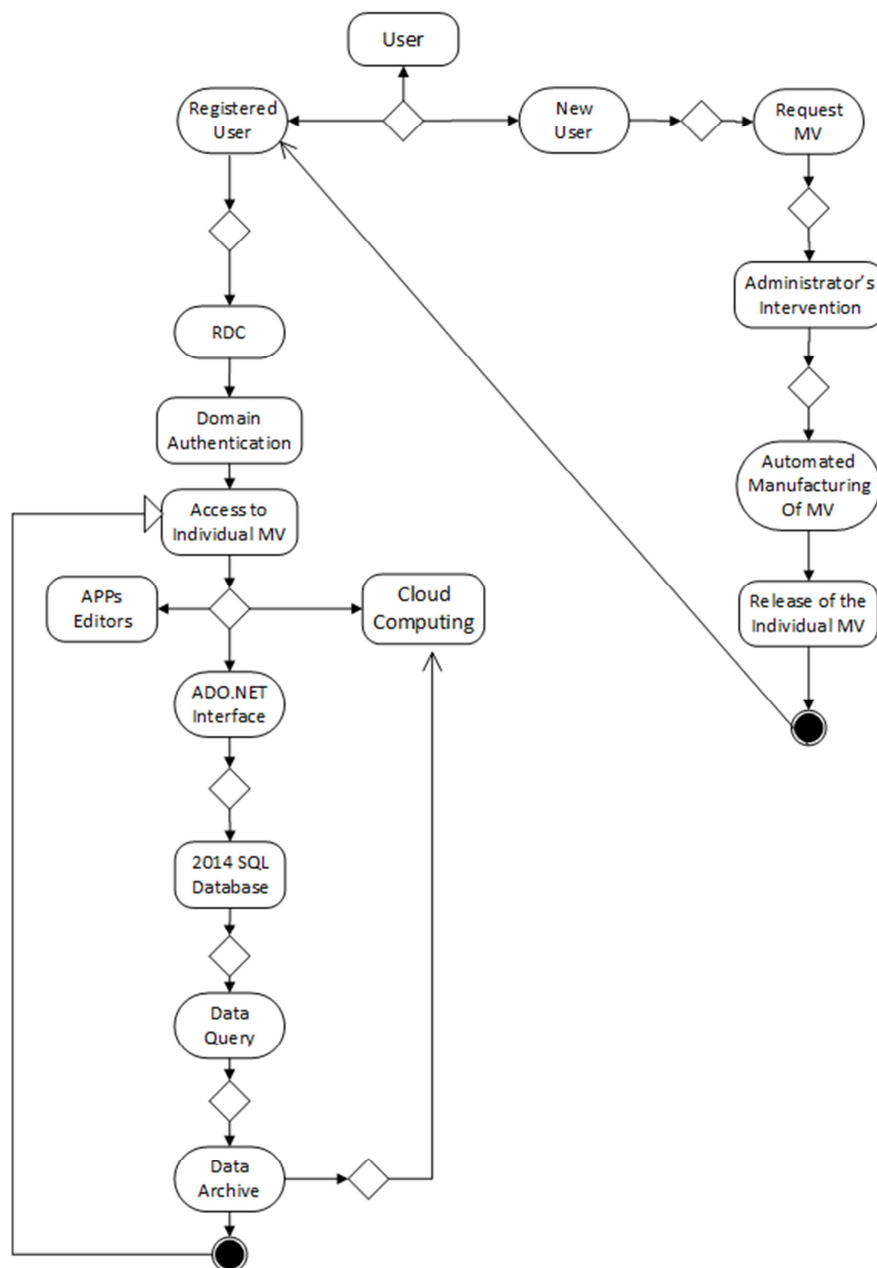 User
Registered
User
New
User
Request
MV
Administrator's
Intervention
RDC
Domain
Authentication
Automated
Manufacturing
Of MV
Access to
Individual MV
APPs
Editors
Cloud
Computing
Release of the
Individual MV
ADO.NET
Interface
2014 SQL
Database
Data
Query
Data
Archive